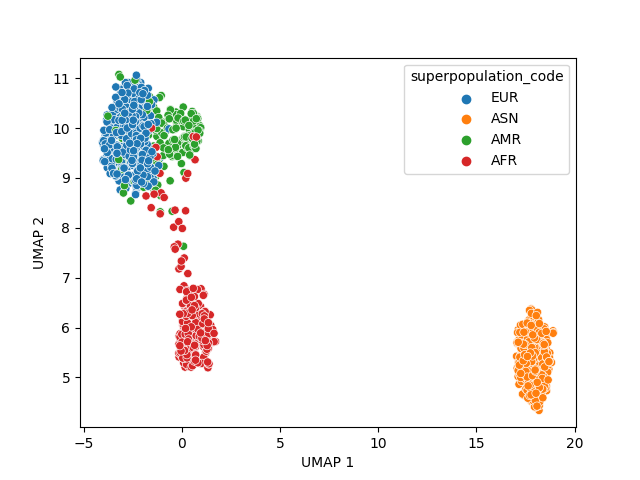 superpopulation_code
EUR
ASN
AMR
AFR
11
10
9
8
7
6
5
UMAP 2
−5
0
5
10
15
20
UMAP 1